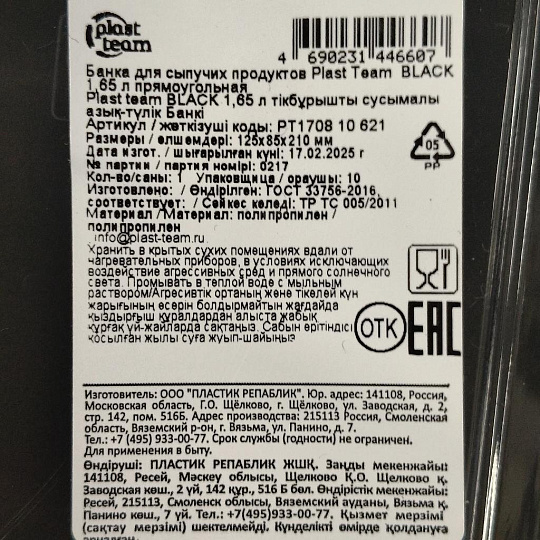 plast team
4 690231 446607
Банка для сыпучих продуктов Plast Team BLACK
1,65 л прямоугольная
Plast team BLACK 1,65 л тікбұрышты сусымалы
азық-түлік Банкі
Артикул / жеткізуші коды: PT1708 10 621
Размеры / өлшемдері: 125x85x210 мм
Дата изгот. / шығарылған күні: 17.02.2025 г
№ партии / партия номірі: 0217
Кол-во/саны: 1 Упаковщица / ораушы: 10
Изготовлено: / Өндірілген: ГОСТ 33756-2016,
соответствует: / Сәйкес келеді: ТР ТС 005/2011
Материал /Материал: полипропилен /
полипропилен
info@plast-team.ru
05
PP
Хранить в крытых сухих помещениях вдали от
нагревательных приборов, в условиях исключающих
воздействие агрессивных сред и прямого солнечного
света. Промывать в теплой воде с мыльным
раствором/Агрессивтік ортаның және тікелей күн
жарығының әсерін болдырмайтын жағдайда
қыздырғыш құралдардан алыста жабық
құрғақ үй-жайларда сақтаңыз. Сабын ерітіндісі
қосылған жылы суға жуып-шайыңыз
ОТК
EAC
Изготовитель: ООО "ПЛАСТИК РЕПАБЛИК". Юр. адрес: 141108, Россия,
Московская область, Г.О. Щёлково, г. Щёлково, ул. Заводская, д. 2,
стр. 142, пом. 516Б. Адрес производства: 215113 Россия, Смоленская
область, Вяземский р-он, г. Вязьма, ул. Панино, д. 7.
Тел.: +7 (495) 933-00-77. Срок службы (годности) не ограничен.
Для применения в быту.
Өндіруші: ПЛАСТИК РЕПАБЛИК ЖШҚ. Заңды мекенжайы:
141108, Ресей, Мәскеу облысы, Щелково Қ.О. Щелково қ.
Заводская көш., 2 үй, 142 құр., 516 Б бөл. Өндірістік мекенжайы:
Ресей, 215113, Смоленск облысы, Вяземский ауданы, Вязьма қ.
Панино көш., 7 үй. Тел.: +7(495)933-00-77. Қызмет мерзімі
(сақтау мерзімі) шектелмейді. Күнделікті өмірде қолдануға
арналған